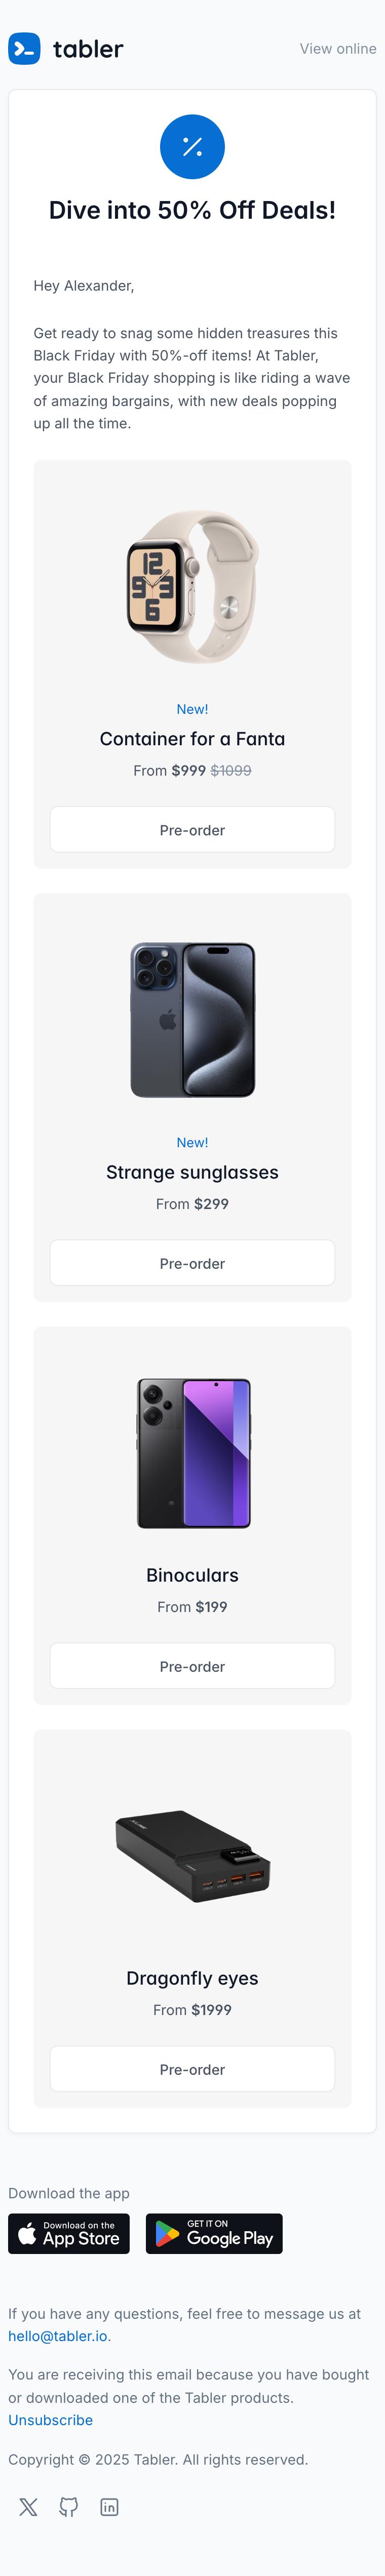 tabler
View online
Dive into 50% Off Deals!
Hey Alexander,
Get ready to snag some hidden treasures this
Black Friday with 50%-off items! At Tabler,
your Black Friday shopping is like riding a wave
of amazing bargains, with new deals popping
up all the time.
12
9 3
6
New!
Container for a Fanta
From $999 $1099
Pre-order
New!
Strange sunglasses
From $299
Pre-order
Binoculars
From $199
Pre-order
Dragonfly eyes
From $1999
Pre-order
Download the app
Download on the
App Store
GET IT ON
Google Play
If you have any questions, feel free to message us at
hello@tabler.io.
You are receiving this email because you have bought
or downloaded one of the Tabler products.
Unsubscribe
Copyright © 2025 Tabler. All rights reserved.